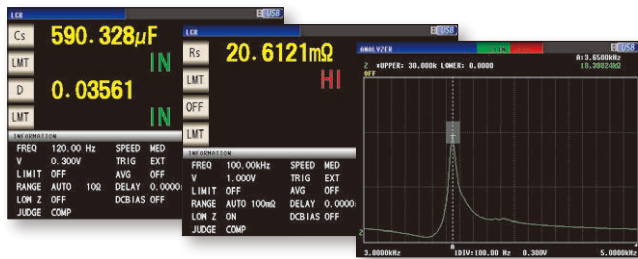 LCR
USB
Cs 590.328μF
LMT IN
D 0.03561
LMT IN
INFORMATION
FREQ 120.00 Hz SPEED MED
V 0.300V TRIG EXT
LIMIT OFF AVG OFF
RANGE AUTO 10Ω DELAY 0.0000
LOW Z OFF DCBIAS OFF
JUDGE COMP
LCR
USB
Rs 20.6121mΩ
LMT HI
OFF
LMT
INFORMATION
FREQ 100.00kHz SPEED MED
V 1.000V TRIG EXT
LIMIT OFF AVG OFF
RANGE AUTO 100mΩ DELAY 0.0000
LOW Z ON DCBIAS OFF
JUDGE COMP
ANALYZER
USB
Z *UPPER: 30.000k LOWER: 0.0000
A:3.6500kHz
OFF
Z
A
3.0000kHz 1DIV:100.00 Hz 0.300V 5.0000kHz